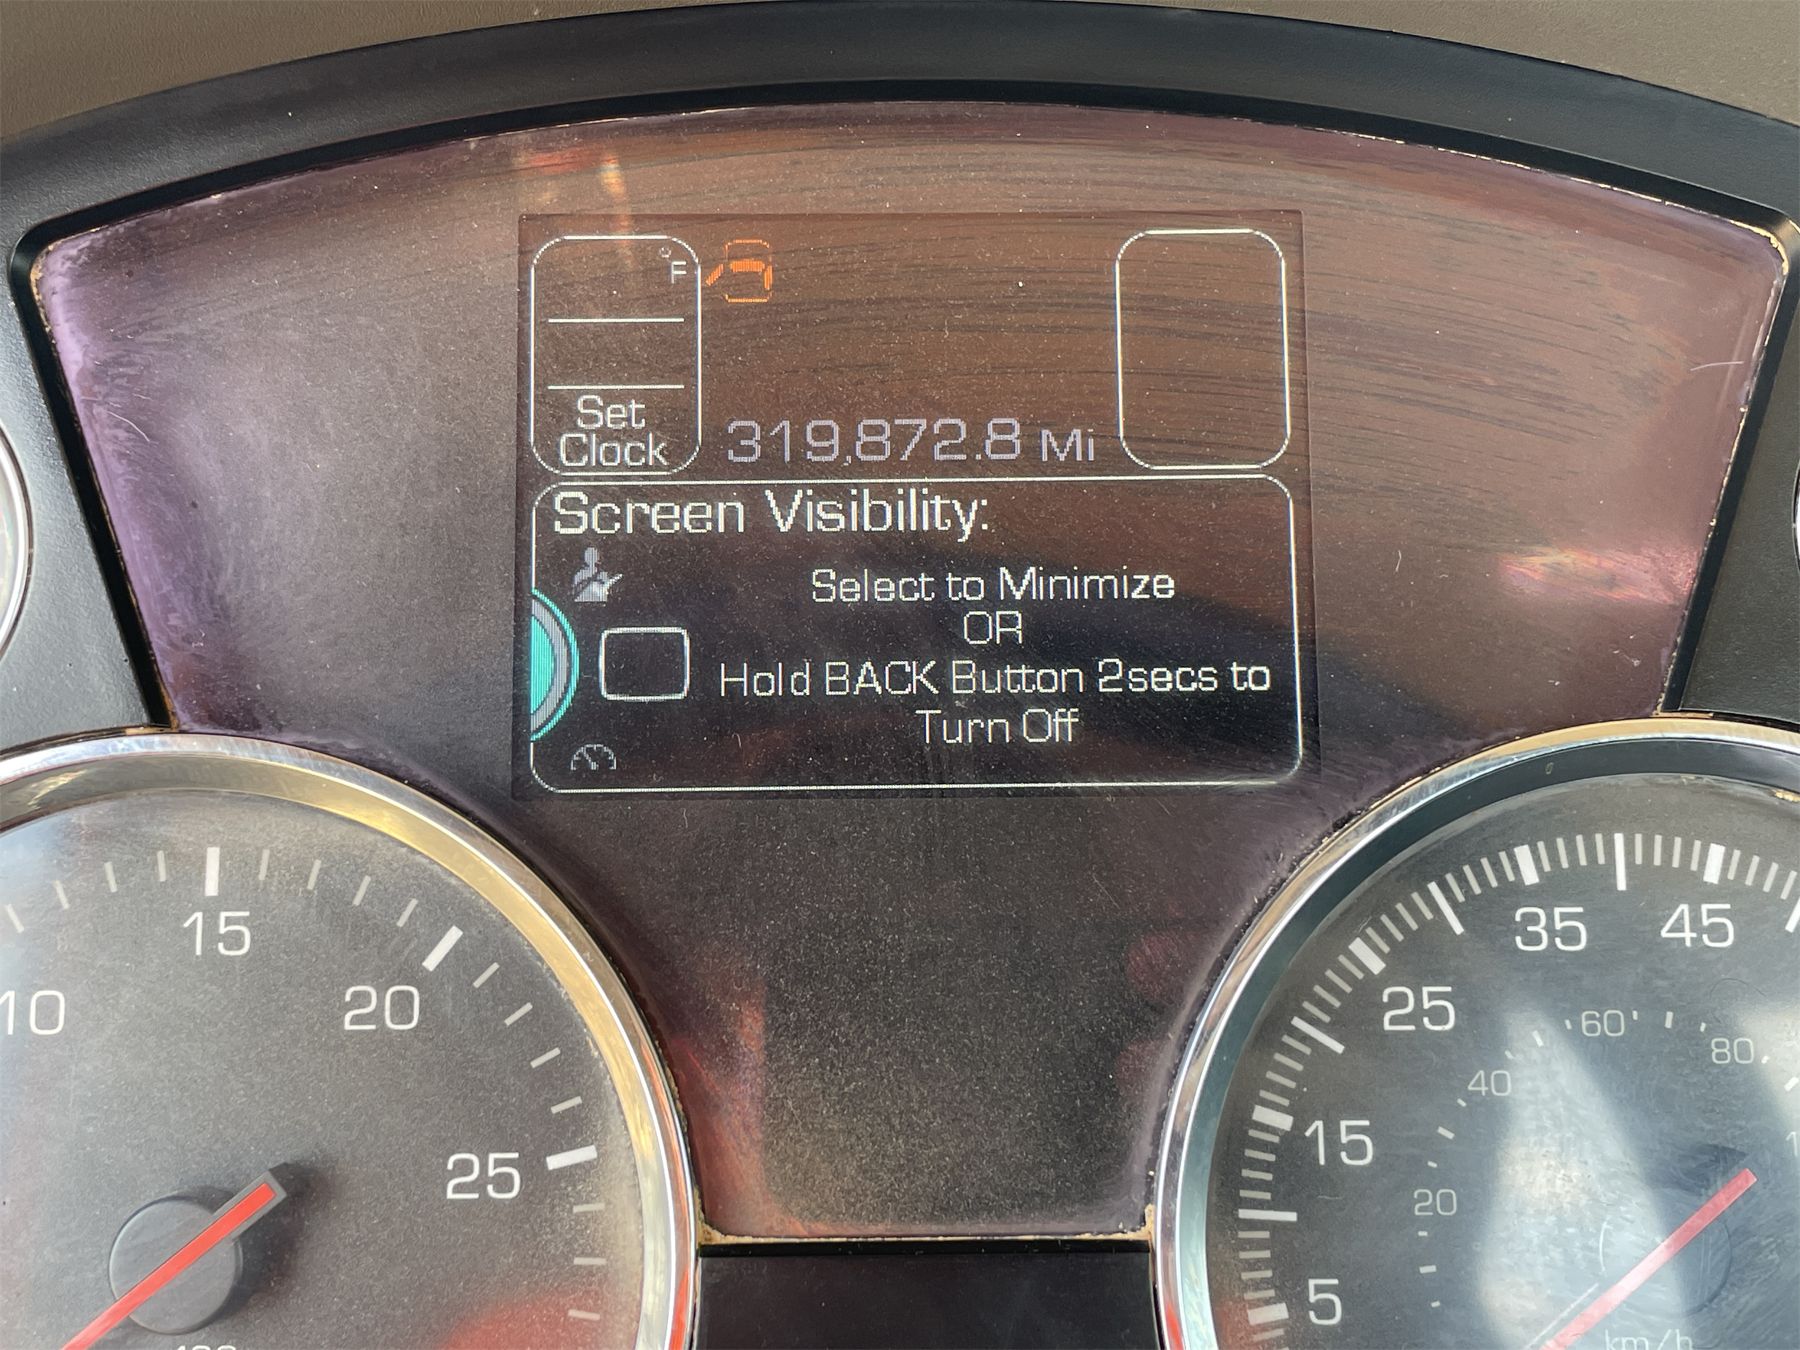 °F
Set
Clock
319,872.8 Mi
Screen Visibility:
Select to Minimize
OR
Hold BACK Button 2secs to
Turn Off
10
15
20
25
5
15
25
35
45
20
40
60
80
km/h